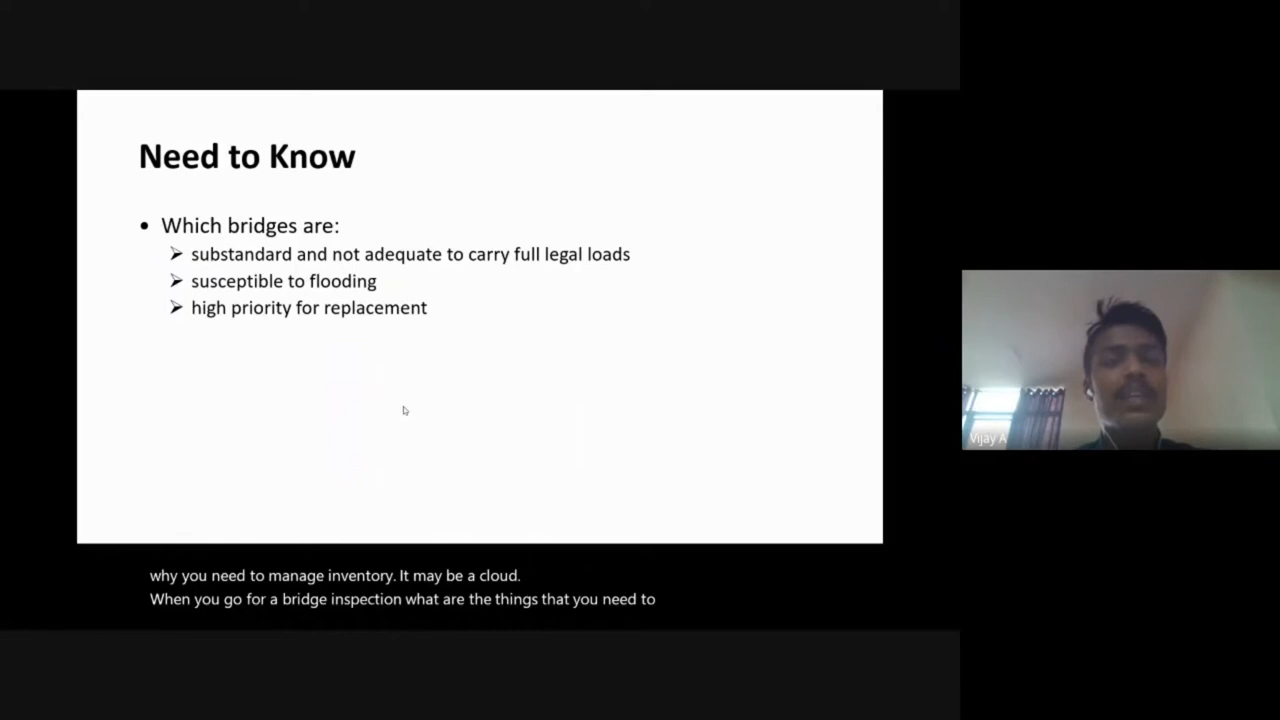 Need to Know
• Which bridges are:
➢ substandard and not adequate to carry full legal loads
➢ susceptible to flooding
➢ high priority for replacement
Vijay A
why you need to manage inventory. It may be a cloud.
When you go for a bridge inspection what are the things that you need to